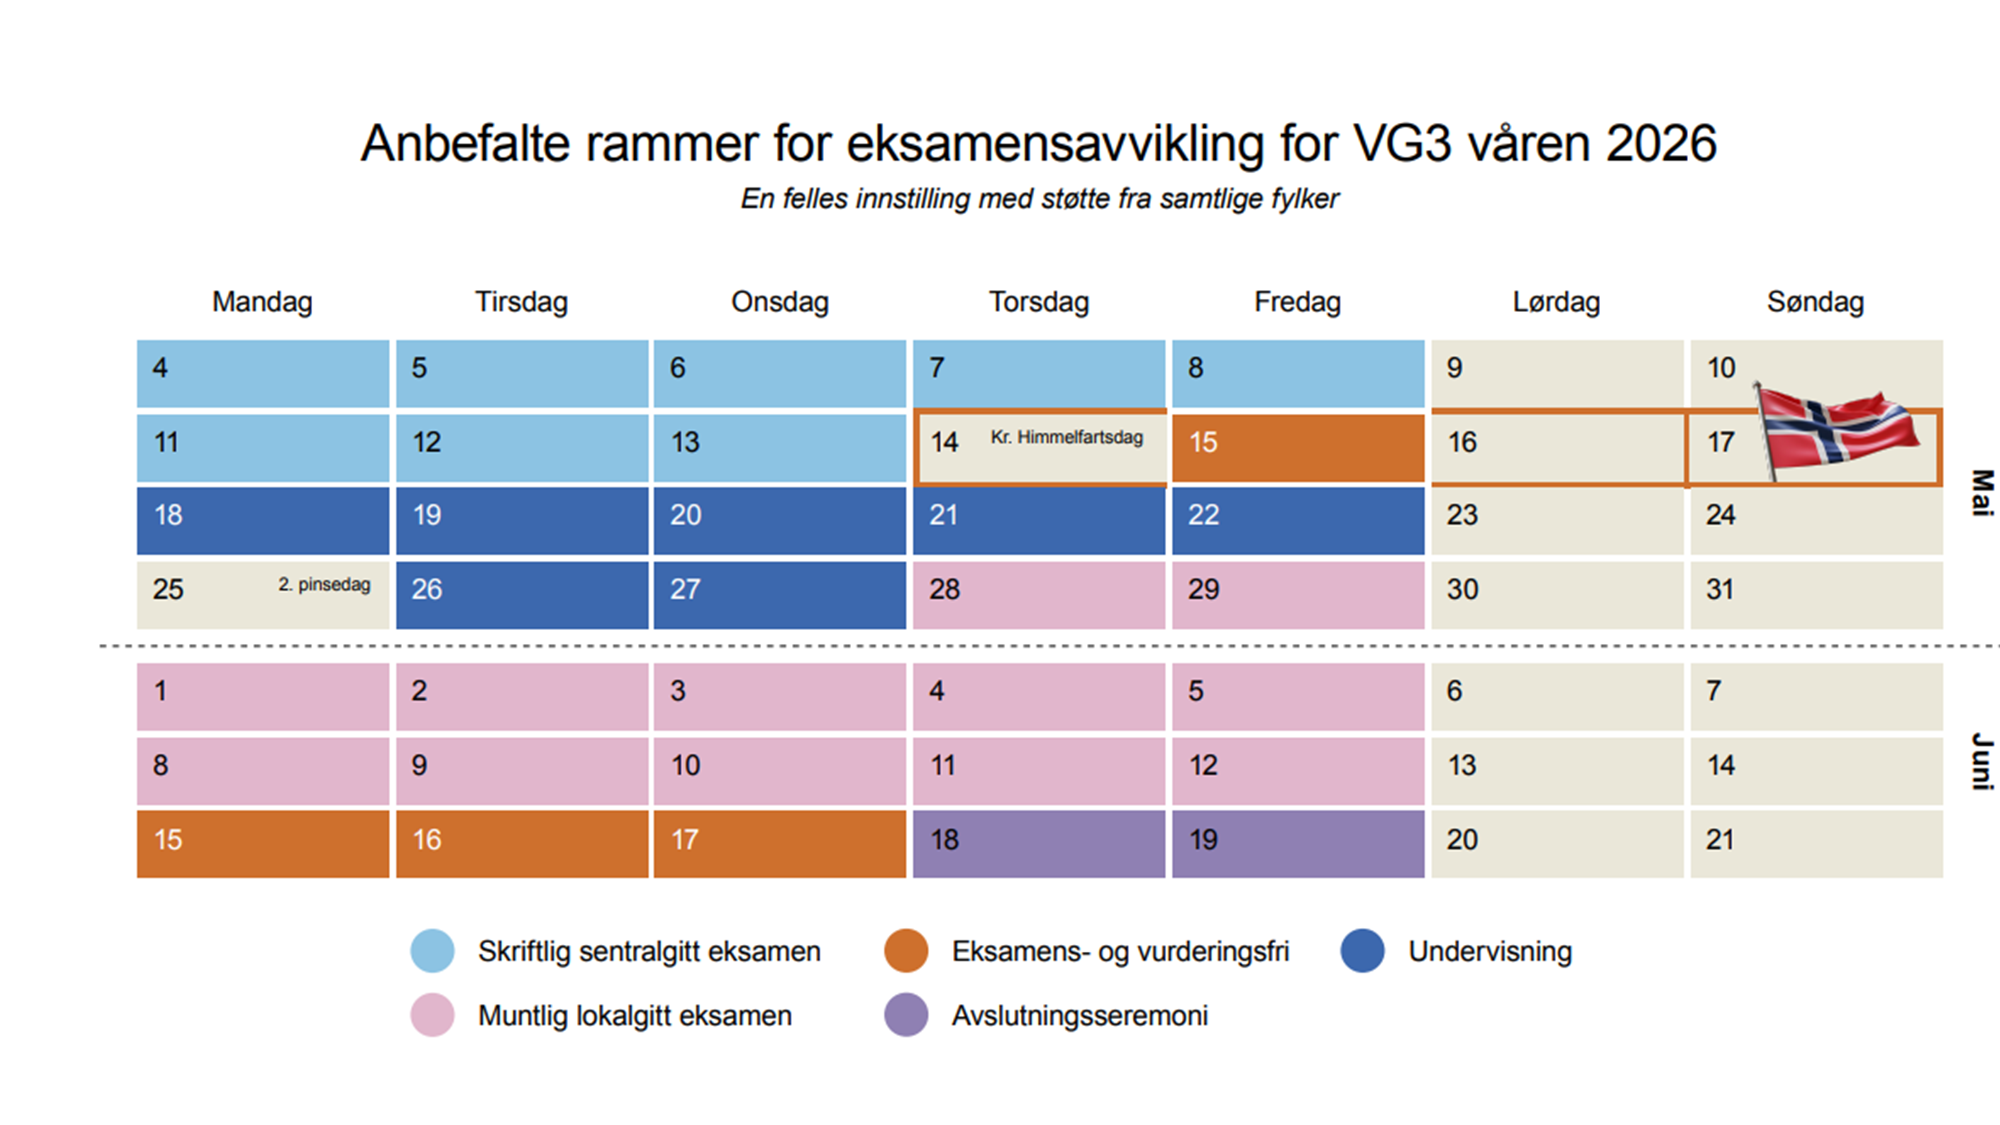 Anbefalte rammer for eksamensavvikling for VG3 våren 2026
En felles innstilling med støtte fra samtlige fylker
Mandag Tirsdag Onsdag Torsdag Fredag Lørdag Søndag
4 5 6 7 8 9 10
11 12 13 14 Kr. Himmelfartsdag 15 16 17
18 19 20 21 22 23 24
25 2. pinsedag 26 27 28 29 30 31
Mai
1 2 3 4 5 6 7
8 9 10 11 12 13 14
15 16 17 18 19 20 21
Juni
Skriftlig sentralgitt eksamen Eksamens- og vurderingsfri Undervisning
Muntlig lokalgitt eksamen Avslutningsseremoni